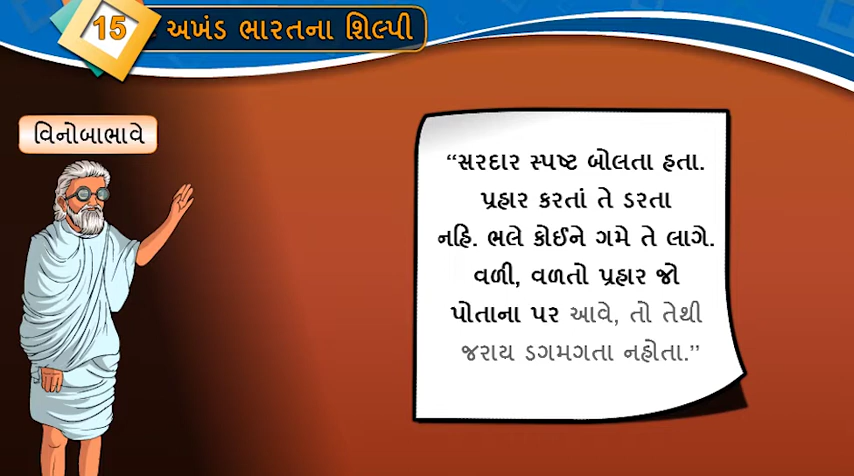 15 અખંડ ભારતના શિલ્પી
વિનોબાભાવે
“સરદાર સ્પષ્ટ બોલતા હતા.
પ્રહાર કરતાં તે ડરતા
નહિ. ભલે કોઈને ગમે તે લાગે.
વળી, વળતો પ્રહાર જો
પોતાના પર આવે, તો તેથી
જરાય ડગમગતા નહોતા.”